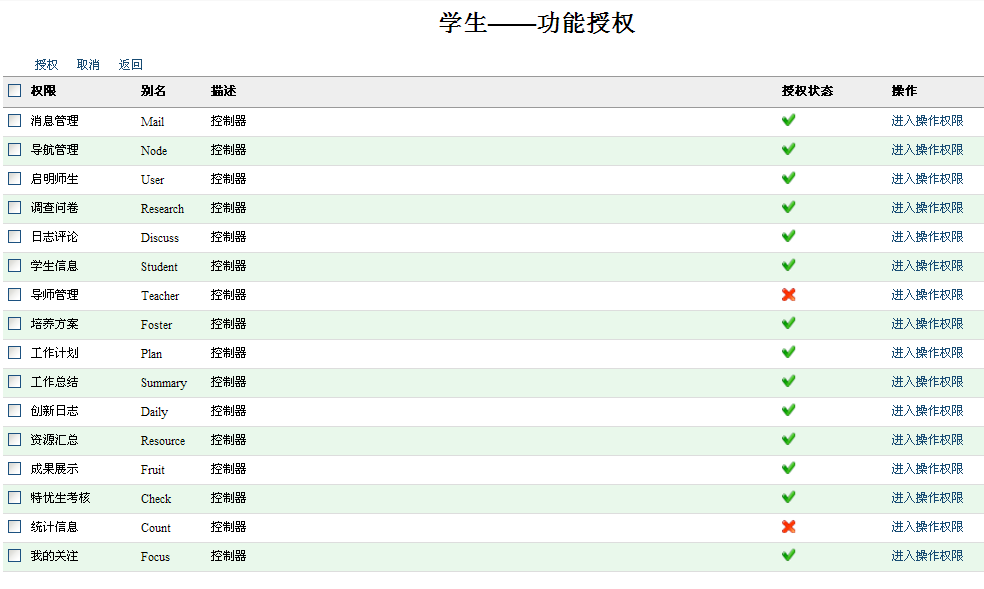 学生——功能授权
授权 取消 返回
权限 别名 描述 授权状态 操作
消息管理 Mail 控制器 进入操作权限
导航管理 Node 控制器 进入操作权限
启明师生 User 控制器 进入操作权限
调查问卷 Research 控制器 进入操作权限
日志评论 Discuss 控制器 进入操作权限
学生信息 Student 控制器 进入操作权限
导师管理 Teacher 控制器 进入操作权限
培养方案 Foster 控制器 进入操作权限
工作计划 Plan 控制器 进入操作权限
工作总结 Summary 控制器 进入操作权限
创新日志 Daily 控制器 进入操作权限
资源汇总 Resource 控制器 进入操作权限
成果展示 Fruit 控制器 进入操作权限
特优生考核 Check 控制器 进入操作权限
统计信息 Count 控制器 进入操作权限
我的关注 Focus 控制器 进入操作权限